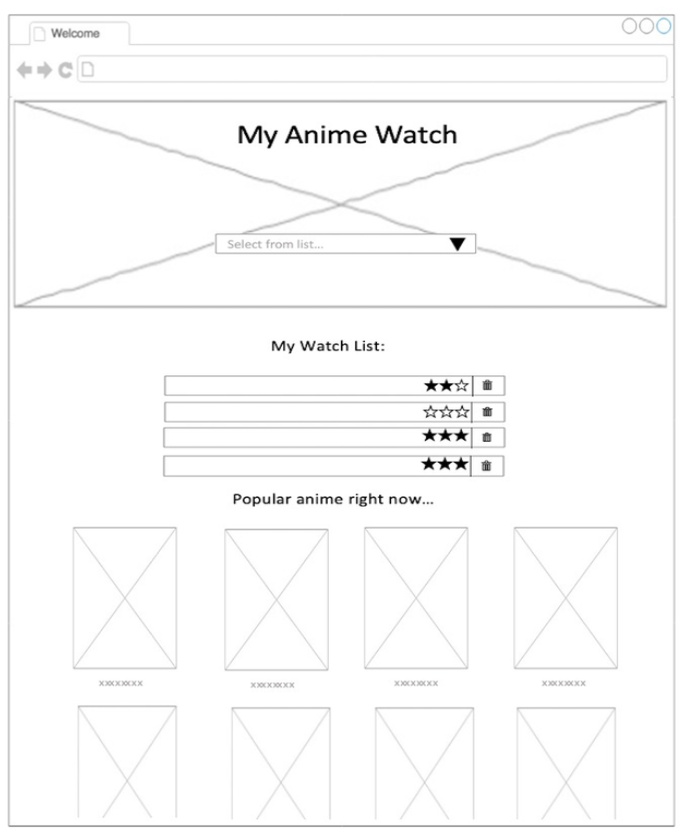 Welcome
My Anime Watch
Select from list...
My Watch List:
Popular anime right now...
xxxxxxxx
xxxxxxxx
xxxxxxxx
xxxxxxxx